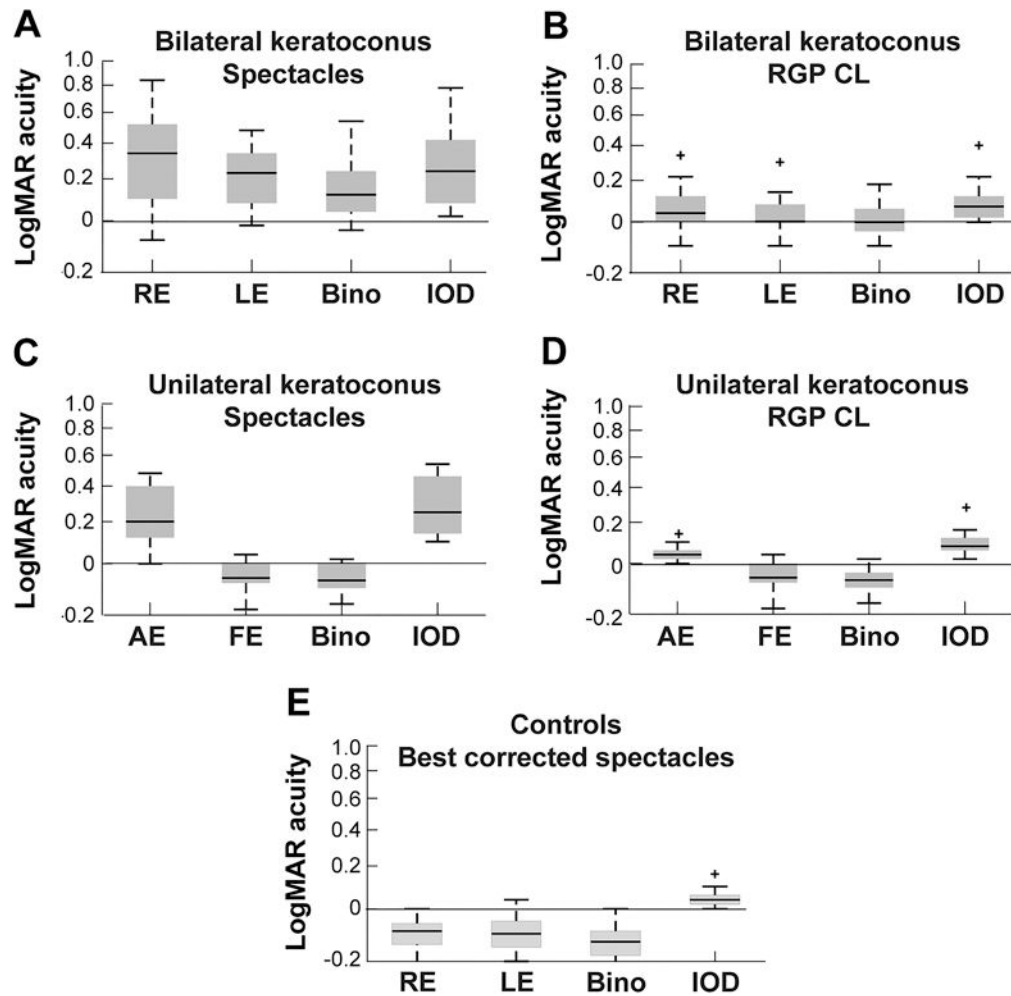 A
Bilateral keratoconus
Spectacles
LogMAR acuity
1.0
0.8
0.6
0.4
0.2
0
-0.2
RE LE Bino IOD
B
Bilateral keratoconus
RGP CL
LogMAR acuity
1.0
0.8
0.6
0.4
0.2
0
-0.2
RE LE Bino IOD
C
Unilateral keratoconus
Spectacles
LogMAR acuity
1.0
0.8
0.6
0.4
0.2
0
-0.2
AE FE Bino IOD
D
Unilateral keratoconus
RGP CL
LogMAR acuity
1.0
0.8
0.6
0.4
0.2
0
-0.2
AE FE Bino IOD
E
Controls
Best corrected spectacles
LogMAR acuity
1.0
0.8
0.6
0.2
0
-0.2
RE LE Bino IOD